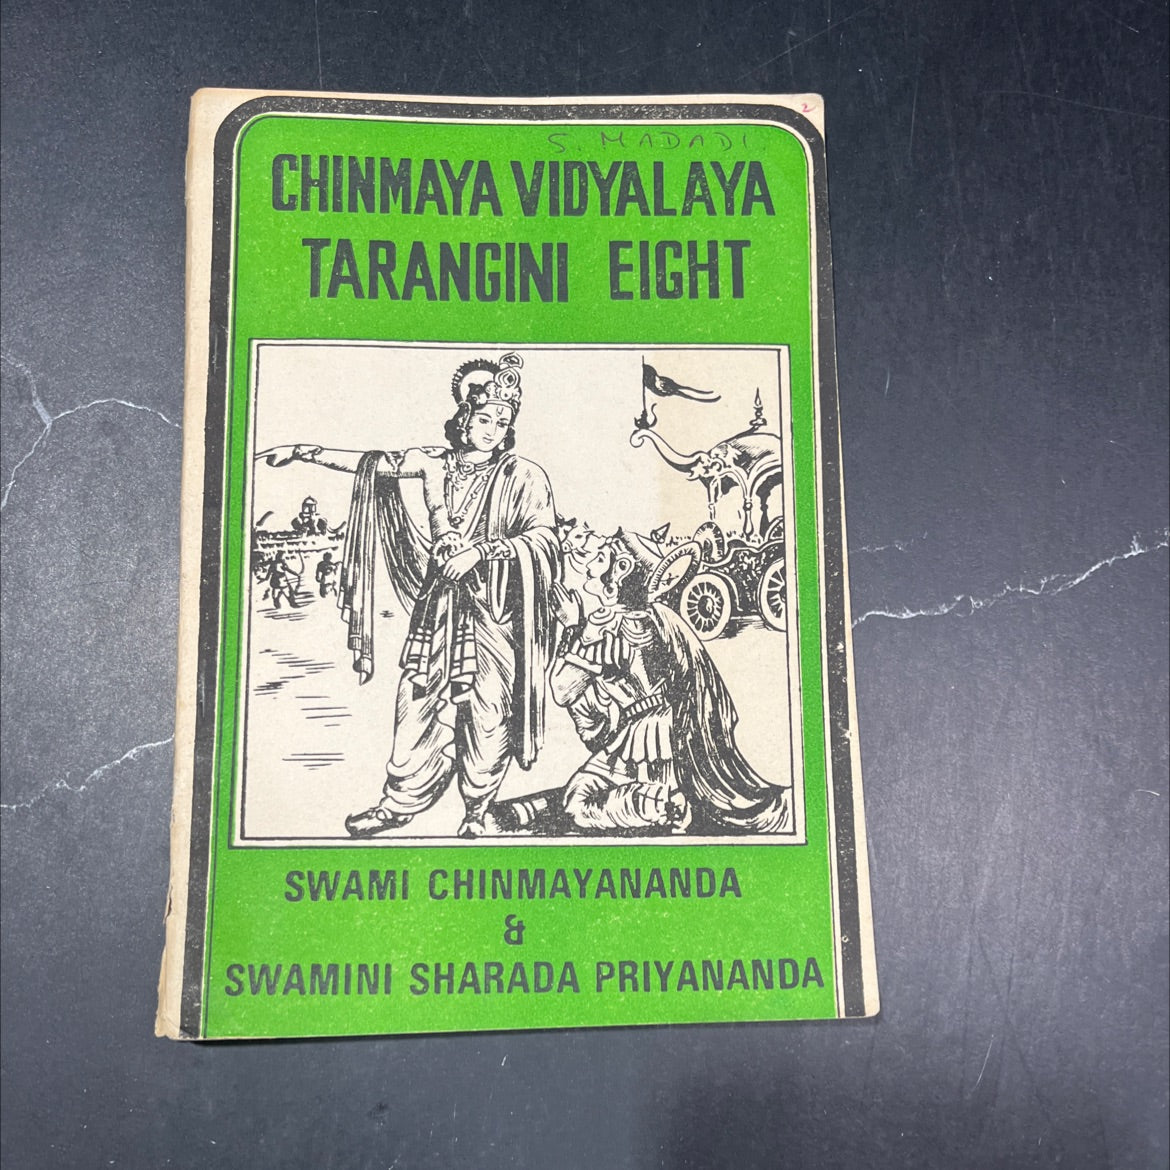 2
S. MADADI.
CHINMAYA VIDYALAYA
TARANGINI EIGHT
SWAMI CHINMAYANANDA
&
SWAMINI SHARADA PRIYANANDA